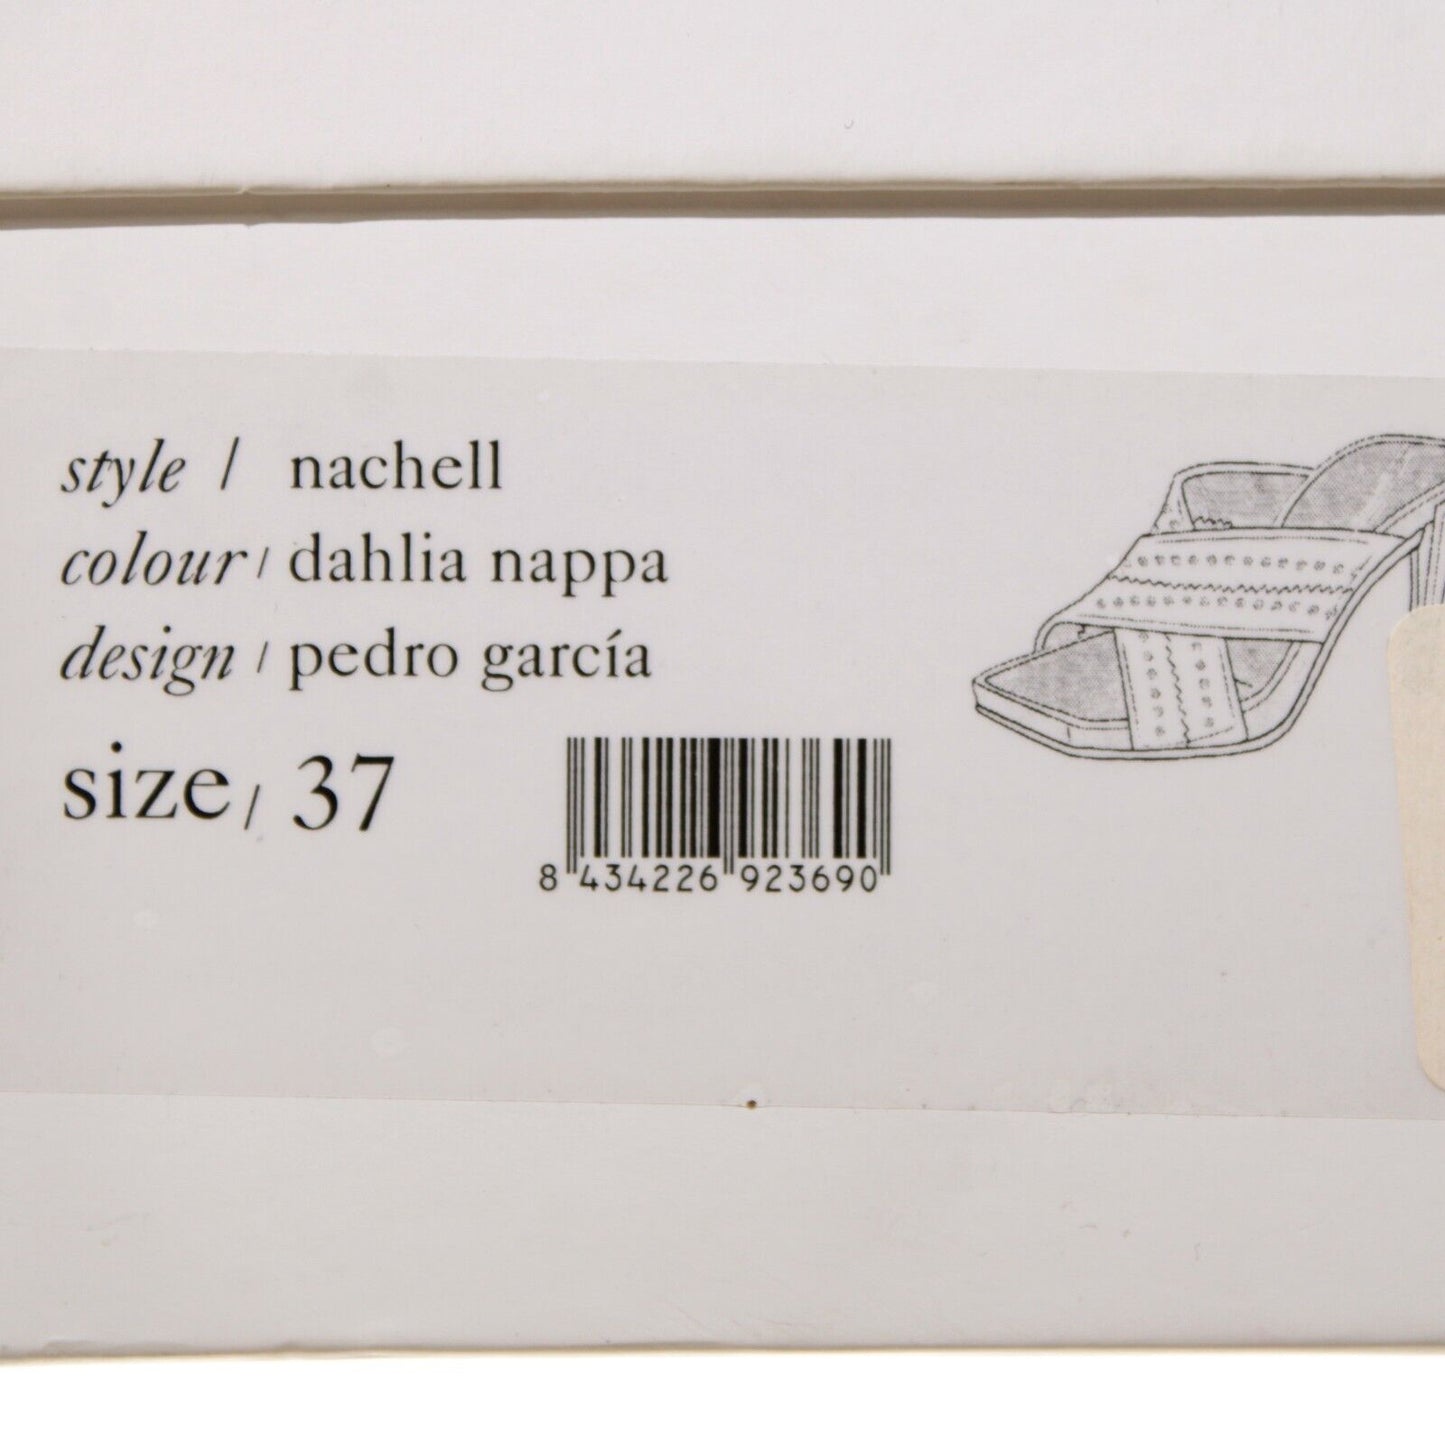 style / nachell
colour / dahlia nappa
design / pedro garcía
size / 37
8 434226 923690